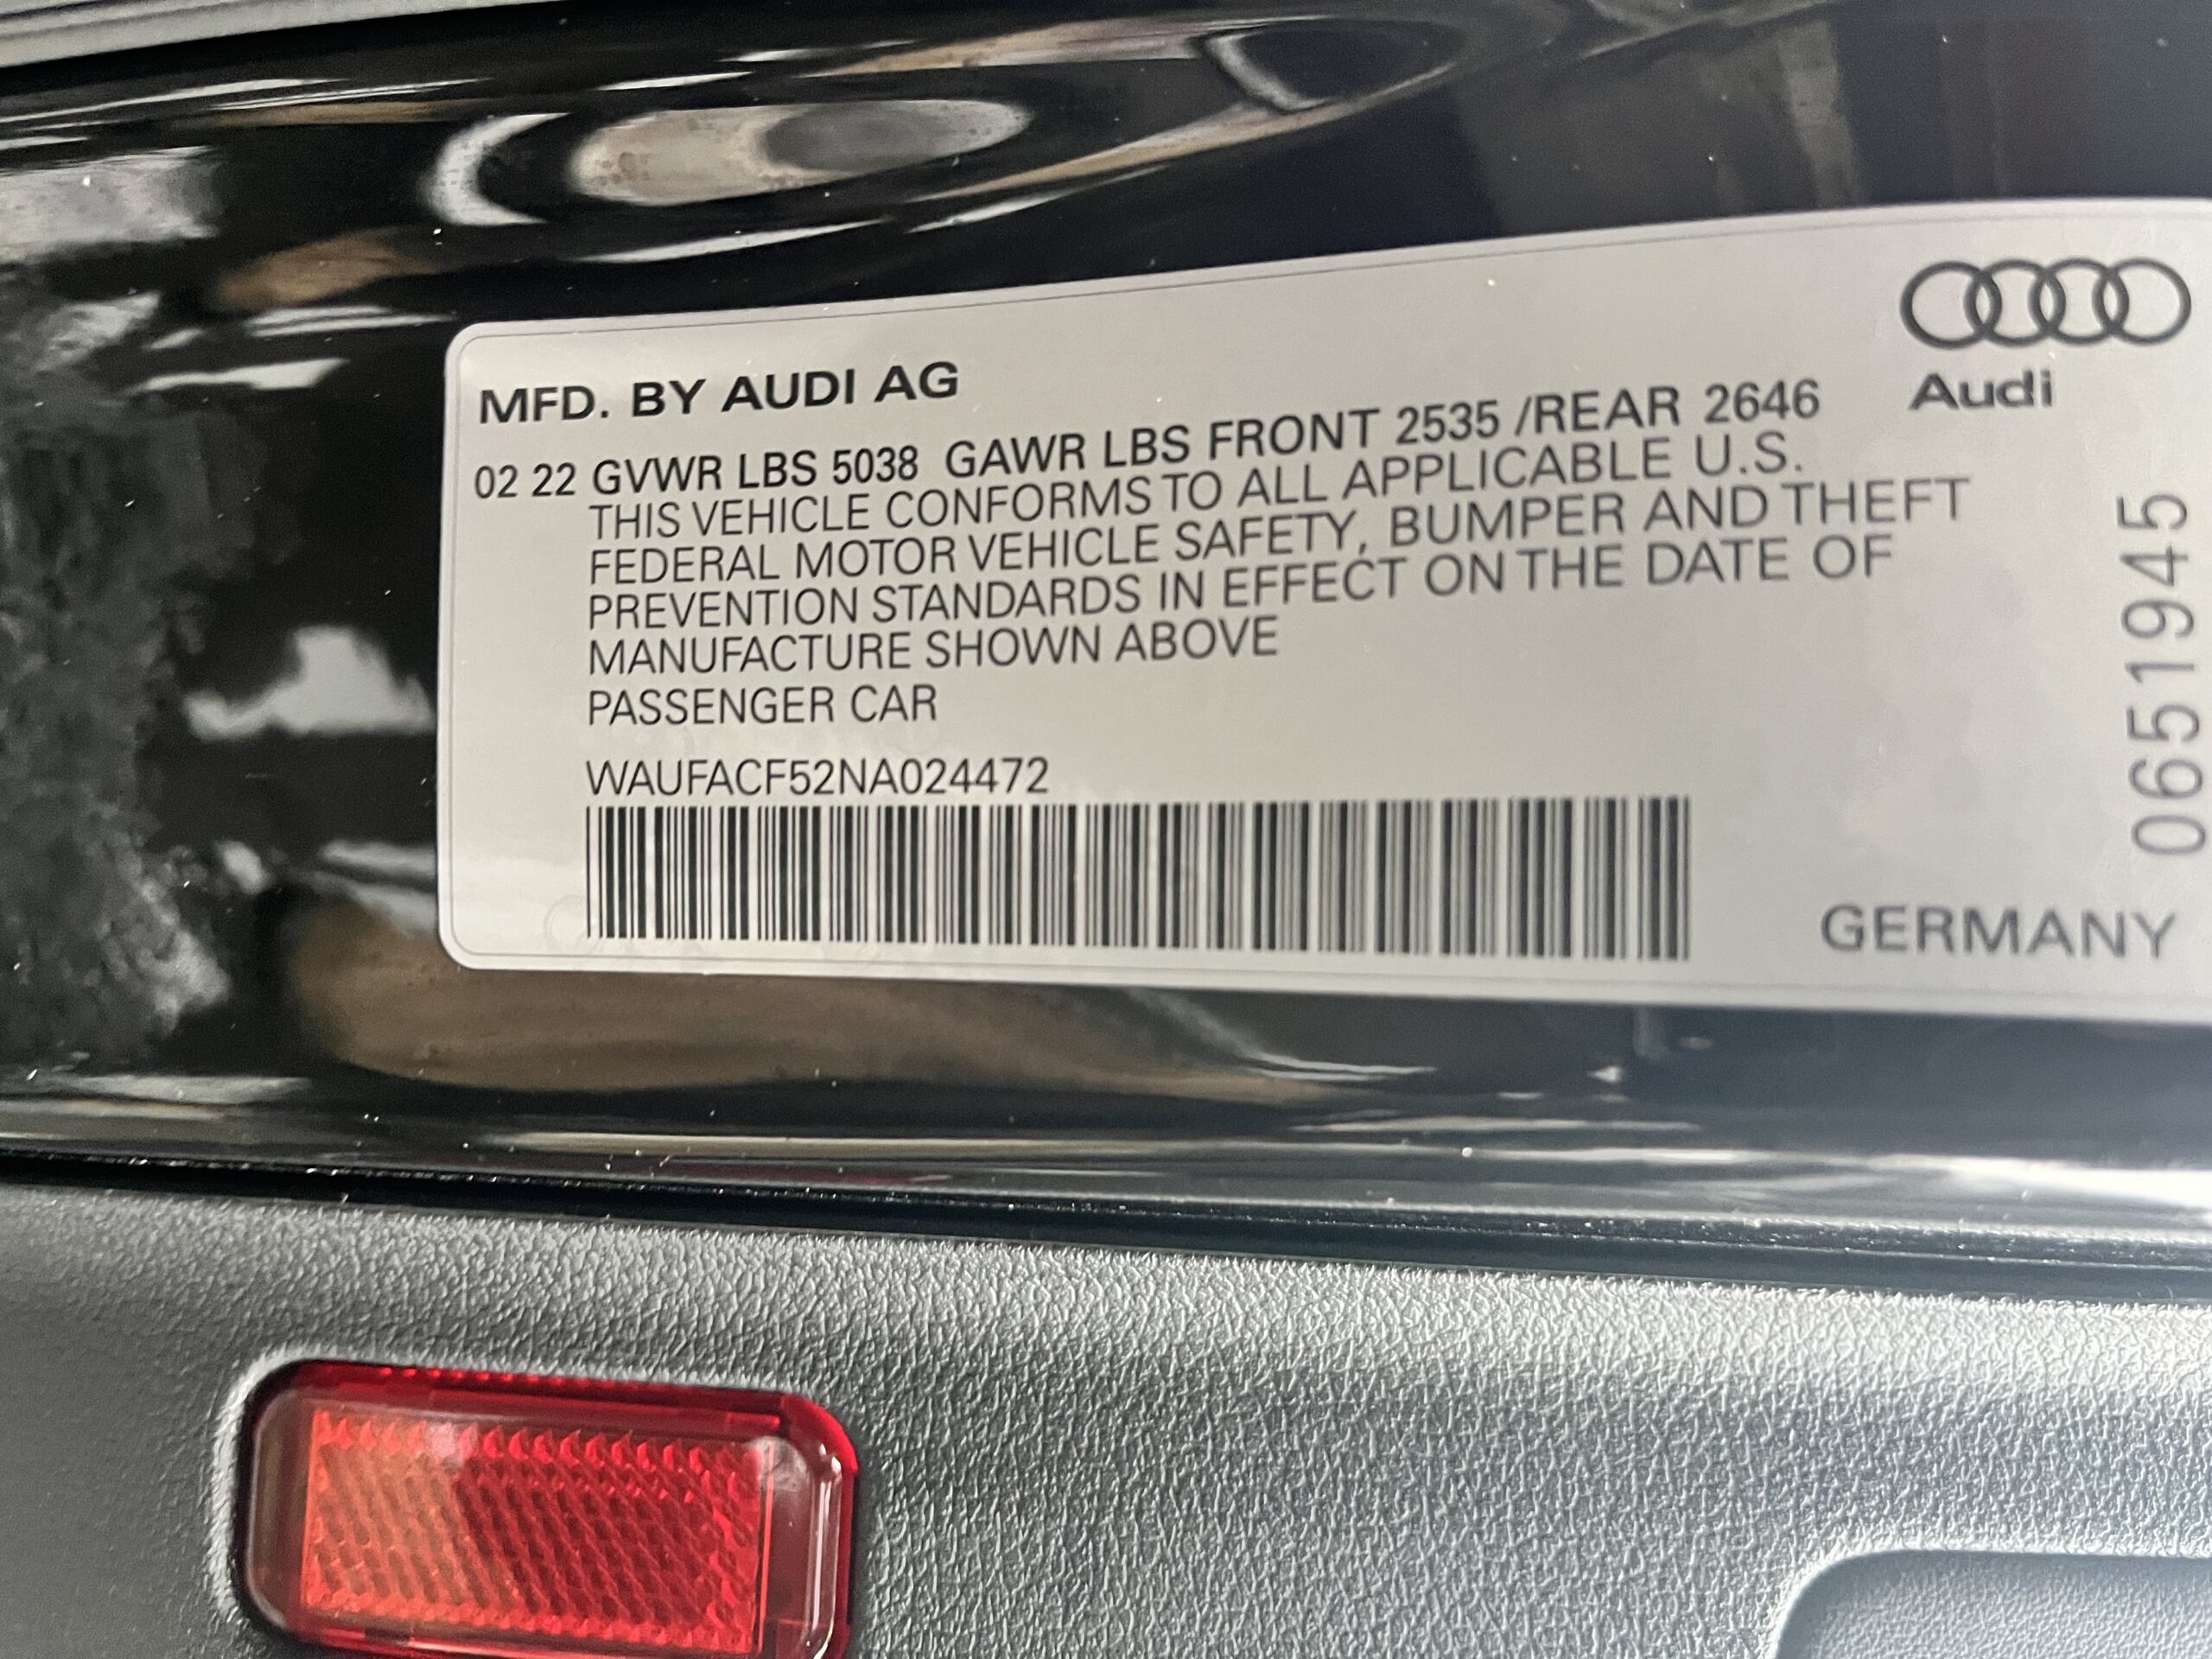 MFD. BY AUDI AG
Audi
02 22 GVWR LBS 5038 GAWR LBS FRONT 2535 /REAR 2646
THIS VEHICLE CONFORMS TO ALL APPLICABLE U.S.
FEDERAL MOTOR VEHICLE SAFETY, BUMPER AND THEFT
PREVENTION STANDARDS IN EFFECT ON THE DATE OF
MANUFACTURE SHOWN ABOVE
PASSENGER CAR
WAUFACF52NA024472
0651945
GERMANY